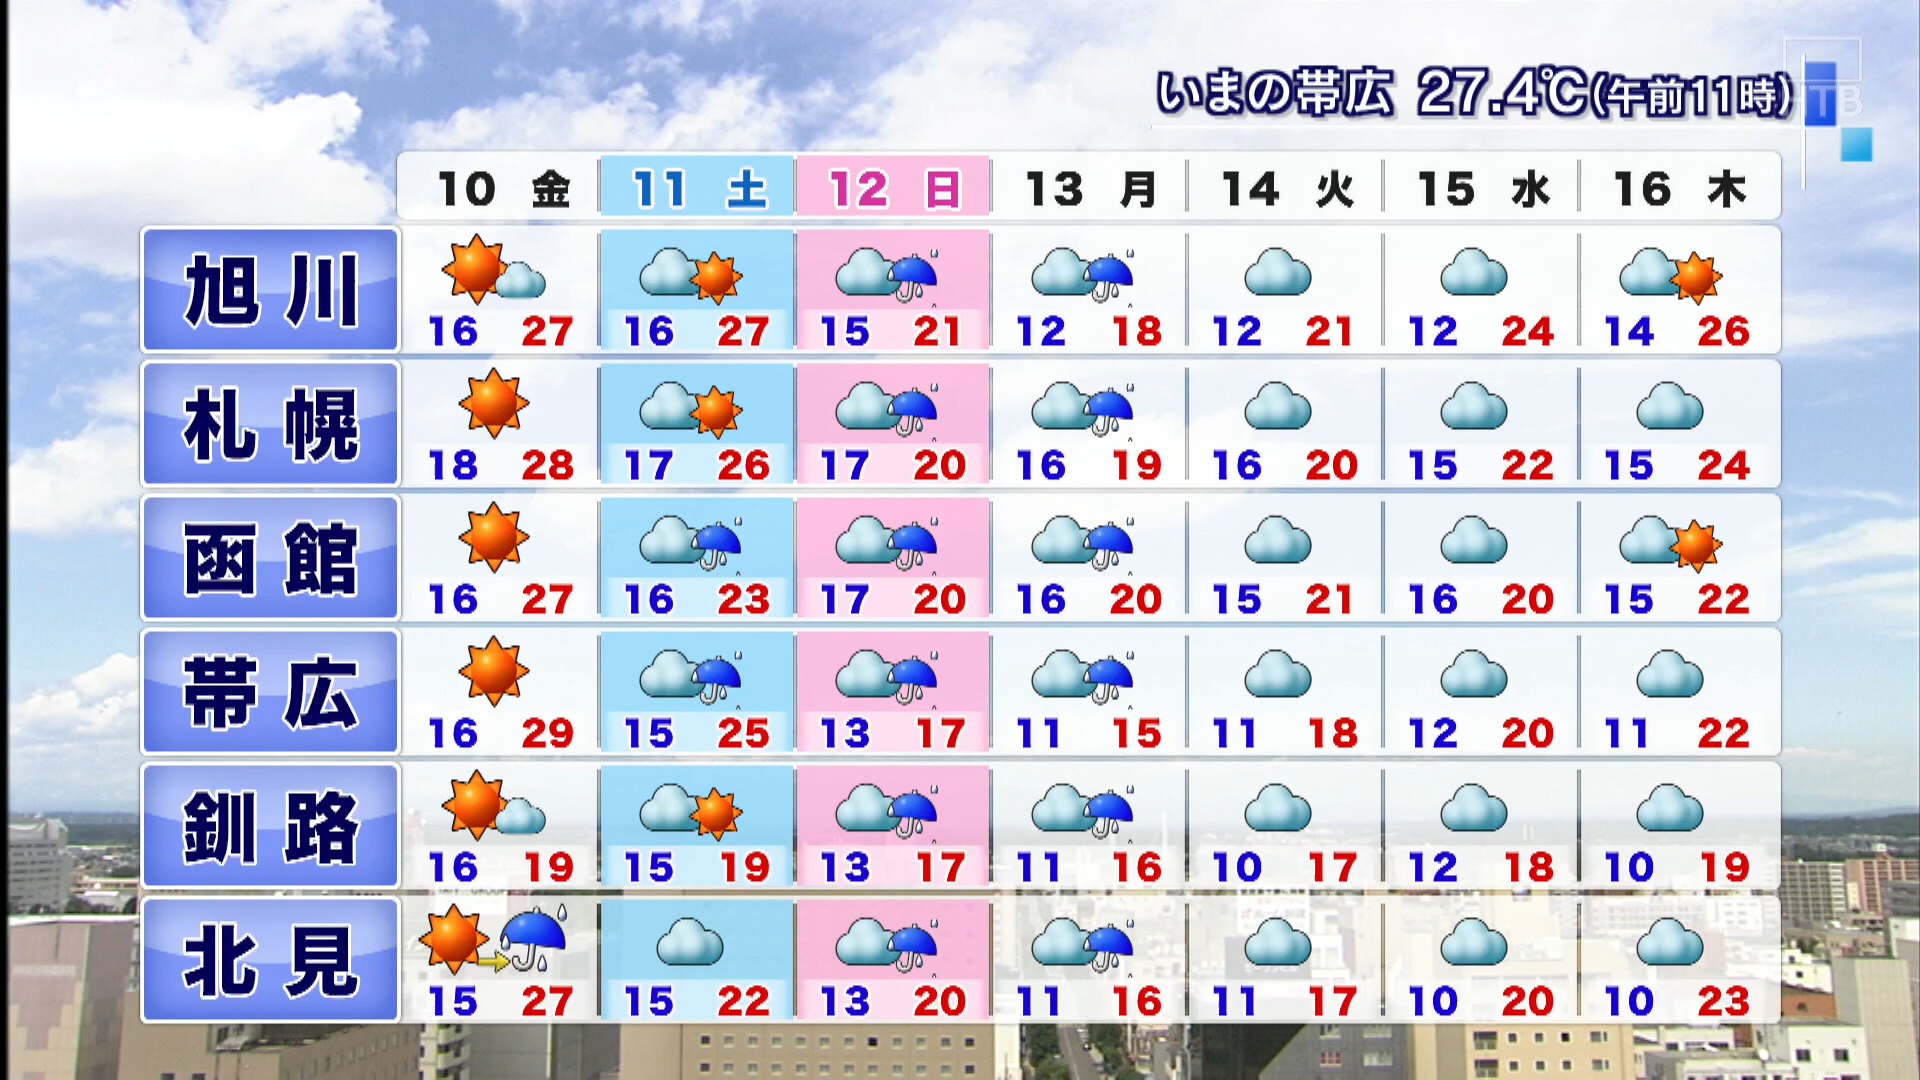 いまの帯広 27.4℃(午前11時)
HTB
10 金 11 土 12 日 13 月 14 火 15 水 16 木
旭川 16 27 16 27 15 21 12 18 12 21 12 24 14 26
札幌 18 28 17 26 17 20 16 19 16 20 15 22 15 24
函館 16 27 16 23 17 20 16 20 15 21 16 20 15 22
帯広 16 29 15 25 13 17 11 15 11 18 12 20 11 22
釧路 16 19 15 19 13 17 11 16 10 17 12 18 10 19
北見 15 27 15 22 13 20 11 16 11 17 10 20 10 23